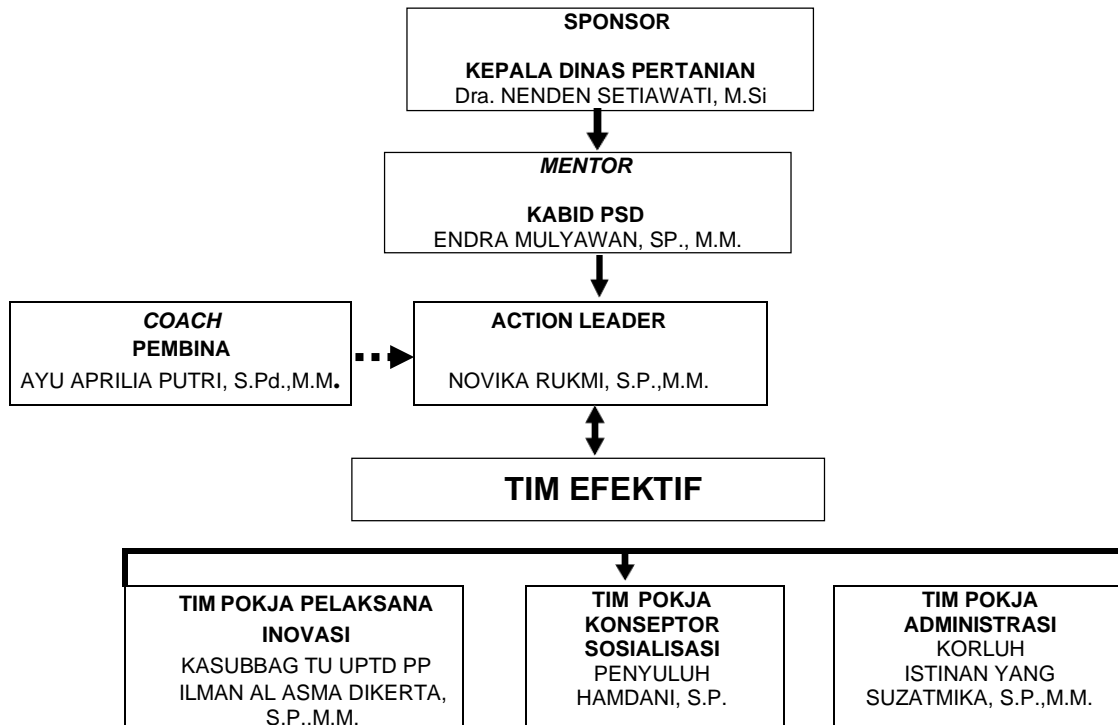 SPONSOR
KEPALA DINAS PERTANIAN
Dra. NENDEN SETIAWATI, M.Si
MENTOR
KABID PSD
ENDRA MULYAWAN, SP., M.M.
COACH
PEMBINA
AYU APRILIA PUTRI, S.Pd.,M.M.
ACTION LEADER
NOVIKA RUKMI, S.P.,M.M.
TIM EFEKTIF
TIM POKJA PELAKSANA
INOVASI
KASUBBAG TU UPTD PP
ILMAN AL ASMA DIKERTA,
S.P.,M.M.
TIM POKJA
KONSEPTOR
SOSIALISASI
PENYULUH
HAMDANI, S.P.
TIM POKJA
ADMINISTRASI
KORLUH
ISTINAN YANG
SUZATMIKA, S.P.,M.M.